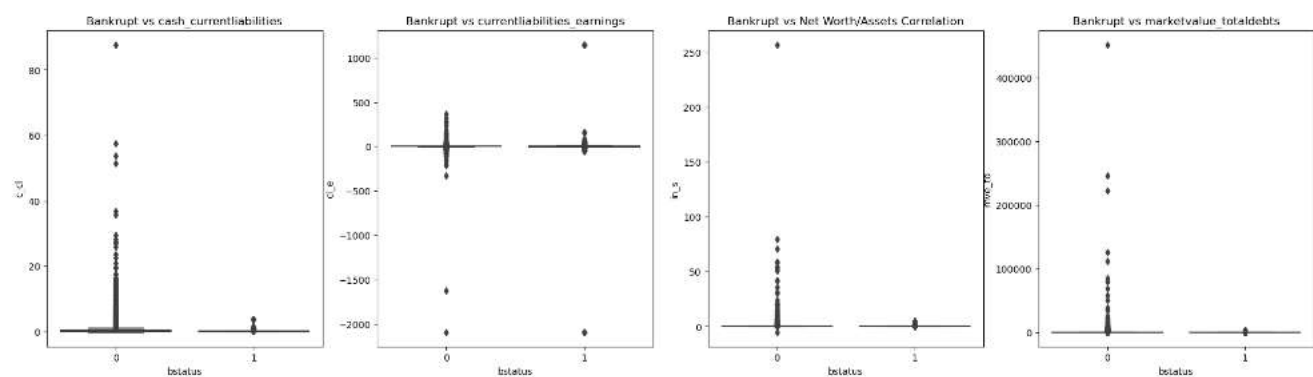 Bankrupt vs cash_currentliabilities
80
60
40
20
0
c_cl
0 1
bstatus
Bankrupt vs currentliabilities_earnings
1000
500
0
−500
−1000
−1500
−2000
cl_e
0 1
bstatus
Bankrupt vs Net Worth/Assets Correlation
250
200
150
100
50
0
in_s
0 1
bstatus
Bankrupt vs marketvalue_totaldebts
400000
300000
200000
100000
0
mve_td
0 1
bstatus